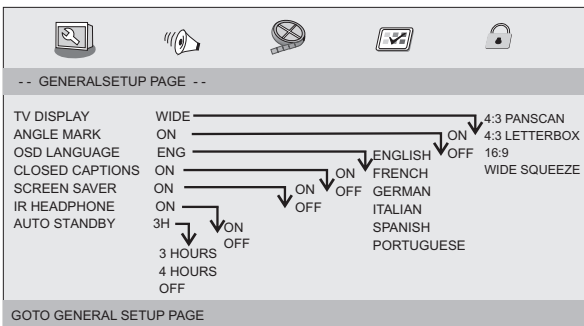 - - GENERALSETUP PAGE - -
TV DISPLAY WIDE 4:3 PANSCAN
ANGLE MARK ON ON 4:3 LETTERBOX
OSD LANGUAGE ENG ENGLISH OFF 16:9
CLOSED CAPTIONS ON ON FRENCH WIDE SQUEEZE
SCREEN SAVER ON ON OFF GERMAN
IR HEADPHONE ON OFF ITALIAN
AUTO STANDBY 3H ON SPANISH
OFF PORTUGUESE
3 HOURS
4 HOURS
OFF
GOTO GENERAL SETUP PAGE